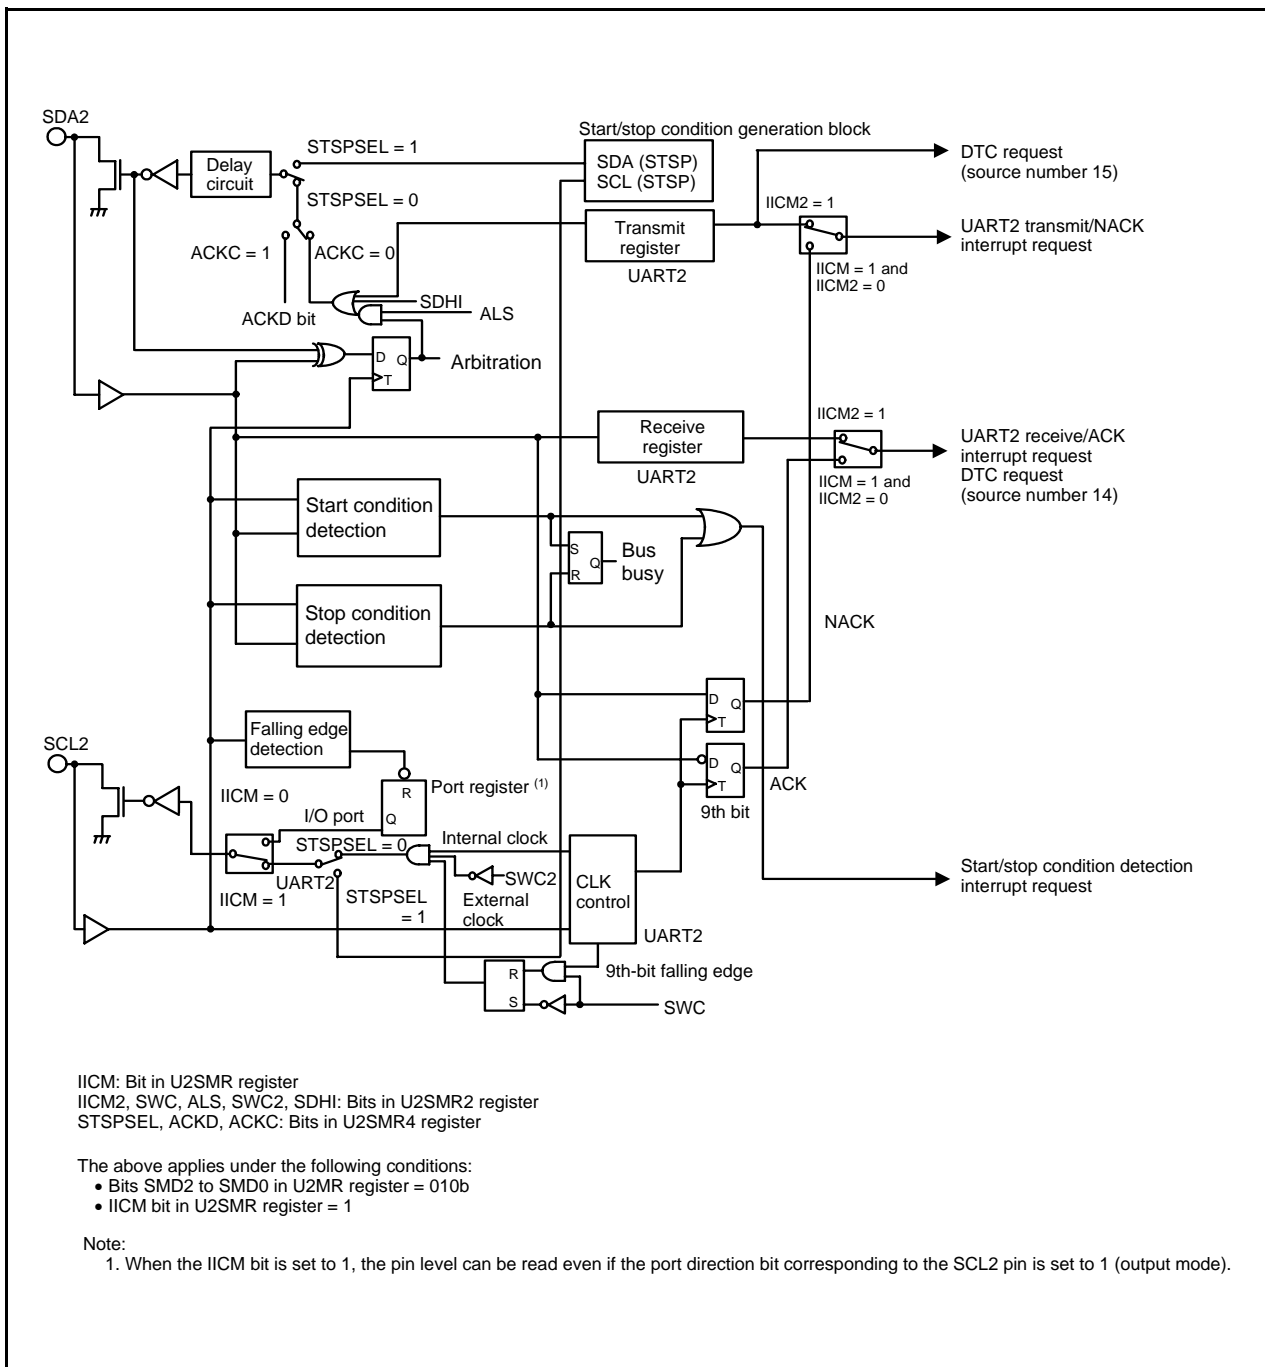 SDA2
Start/stop condition generation block
STSPSEL = 1
Delay
circuit
SDA (STSP)
SCL (STSP)
DTC request
(source number 15)
STSPSEL = 0
IICM2 = 1
Transmit
register
UART2
UART2 transmit/NACK
interrupt request
ACKC = 1
ACKC = 0
IICM = 1 and
IICM2 = 0
SDHI
ALS
ACKD bit
D
Q
T
Arbitration
IICM2 = 1
Receive
register
UART2
UART2 receive/ACK
interrupt request
DTC request
(source number 14)
IICM = 1 and
IICM2 = 0
Start condition
detection
S
Q
R
Bus
busy
Stop condition
detection
NACK
D
Q
T
Falling edge
detection
SCL2
D
Q
T
ACK
9th bit
R
Q
Port register (1)
IICM = 0
I/O port
STSPSEL = 0
Internal clock
UART2
IICM = 1
STSPSEL
= 1
SWC2
External
clock
CLK
control
UART2
Start/stop condition detection
interrupt request
R
S
9th-bit falling edge
SWC
IICM: Bit in U2SMR register
IICM2, SWC, ALS, SWC2, SDHI: Bits in U2SMR2 register
STSPSEL, ACKD, ACKC: Bits in U2SMR4 register
The above applies under the following conditions:
• Bits SMD2 to SMD0 in U2MR register = 010b
• IICM bit in U2SMR register = 1
Note:
1. When the IICM bit is set to 1, the pin level can be read even if the port direction bit corresponding to the SCL2 pin is set to 1 (output mode).